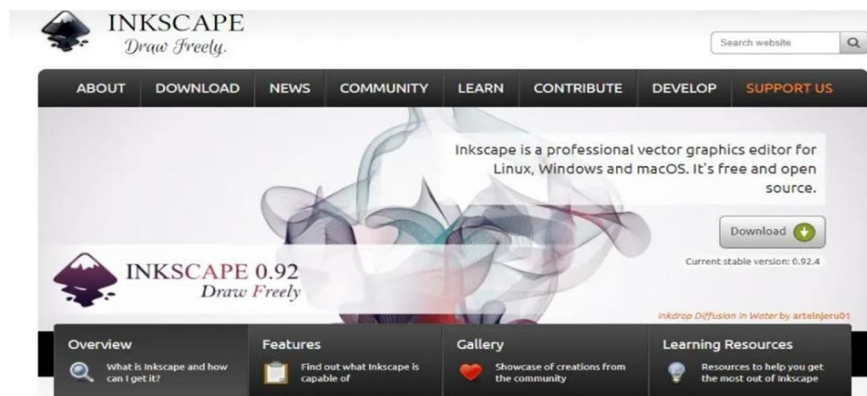 INKSCAPE
Draw Freely.
Search website
ABOUT DOWNLOAD NEWS COMMUNITY LEARN CONTRIBUTE DEVELOP SUPPORT US
Inkscape is a professional vector graphics editor for
Linux, Windows and macOS. It's free and open
source.
Download
Current stable version: 0.92.4
INKSCAPE 0.92
Draw Freely
Inkdrop Diffusion in Water by artelnjeru01
Overview
What is Inkscape and how
can I get it?
Features
Find out what Inkscape is
capable of
Gallery
Showcase of creations from
the community
Learning Resources
Resources to help you get
the most out of Inkscape